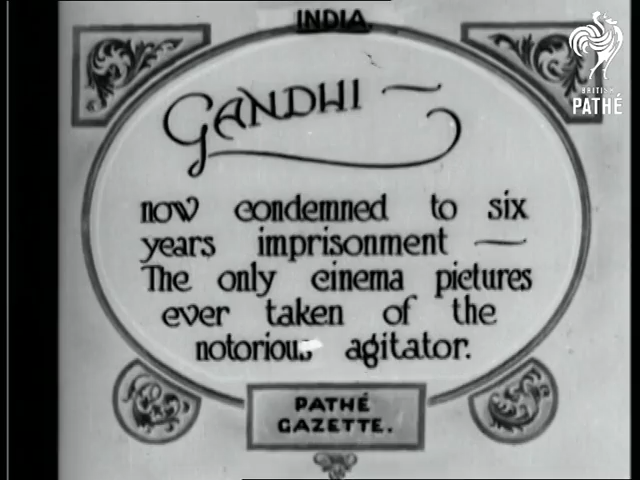 INDIA.
BRITISH
PATHÉ
GANDHI —
now condemned to six
years imprisonment —
The only cinema pictures
ever taken of the
notorious agitator.
PATHÉ
GAZETTE.